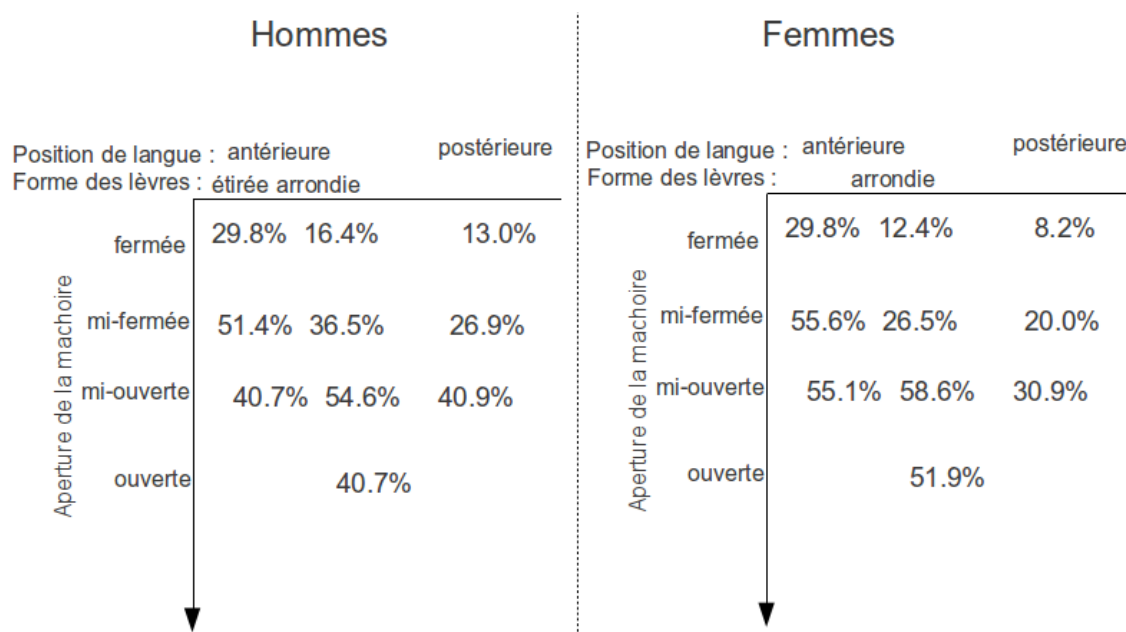 Hommes
Position de langue : antérieure postérieure
Forme des lèvres : étirée arrondie
Aperture de la machoire
fermée 29.8% 16.4% 13.0%
mi-fermée 51.4% 36.5% 26.9%
mi-ouverte 40.7% 54.6% 40.9%
ouverte 40.7%
Femmes
Position de langue : antérieure postérieure
Forme des lèvres : arrondie
Aperture de la machoire
fermée 29.8% 12.4% 8.2%
mi-fermée 55.6% 26.5% 20.0%
mi-ouverte 55.1% 58.6% 30.9%
ouverte 51.9%